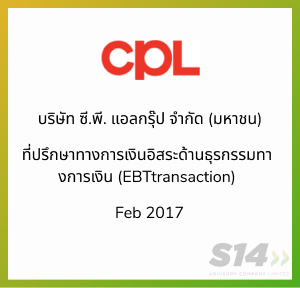 CPL
บริษัท ซี.พี. แอลกรุ๊ป จำกัด (มหาชน)
ที่ปรึกษาทางการเงินอิสระด้านธุรกรรมทา
งการเงิน (EBTtransaction)
Feb 2017
S14
ADVISORY COMPANY LIMITED